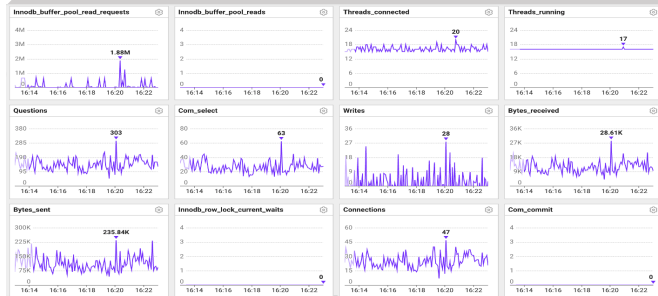 Innodb_buffer_pool_read_requests
4M
3M
2M
1M
0
1.88M
16:14 16:16 16:18 16:20 16:22
Innodb_buffer_pool_reads
4
3
2
1
0
0
16:14 16:16 16:18 16:20 16:22
Threads_connected
24
18
12
6
0
20
16:14 16:16 16:18 16:20 16:22
Threads_running
24
18
12
6
0
17
16:14 16:16 16:18 16:20 16:22
Questions
380
285
190
95
0
303
16:14 16:16 16:18 16:20 16:22
Com_select
80
60
40
20
0
63
16:14 16:16 16:18 16:20 16:22
Writes
36
27
18
9
0
28
16:14 16:16 16:18 16:20 16:22
Bytes_received
36K
27K
18K
9K
0
28.61K
16:14 16:16 16:18 16:20 16:22
Bytes_sent
300K
225K
150K
75K
0
235.84K
16:14 16:16 16:18 16:20 16:22
Innodb_row_lock_current_waits
4
3
2
1
0
0
16:14 16:16 16:18 16:20 16:22
Connections
60
45
30
15
0
47
16:14 16:16 16:18 16:20 16:22
Com_commit
4
3
2
1
0
0
16:14 16:16 16:18 16:20 16:22